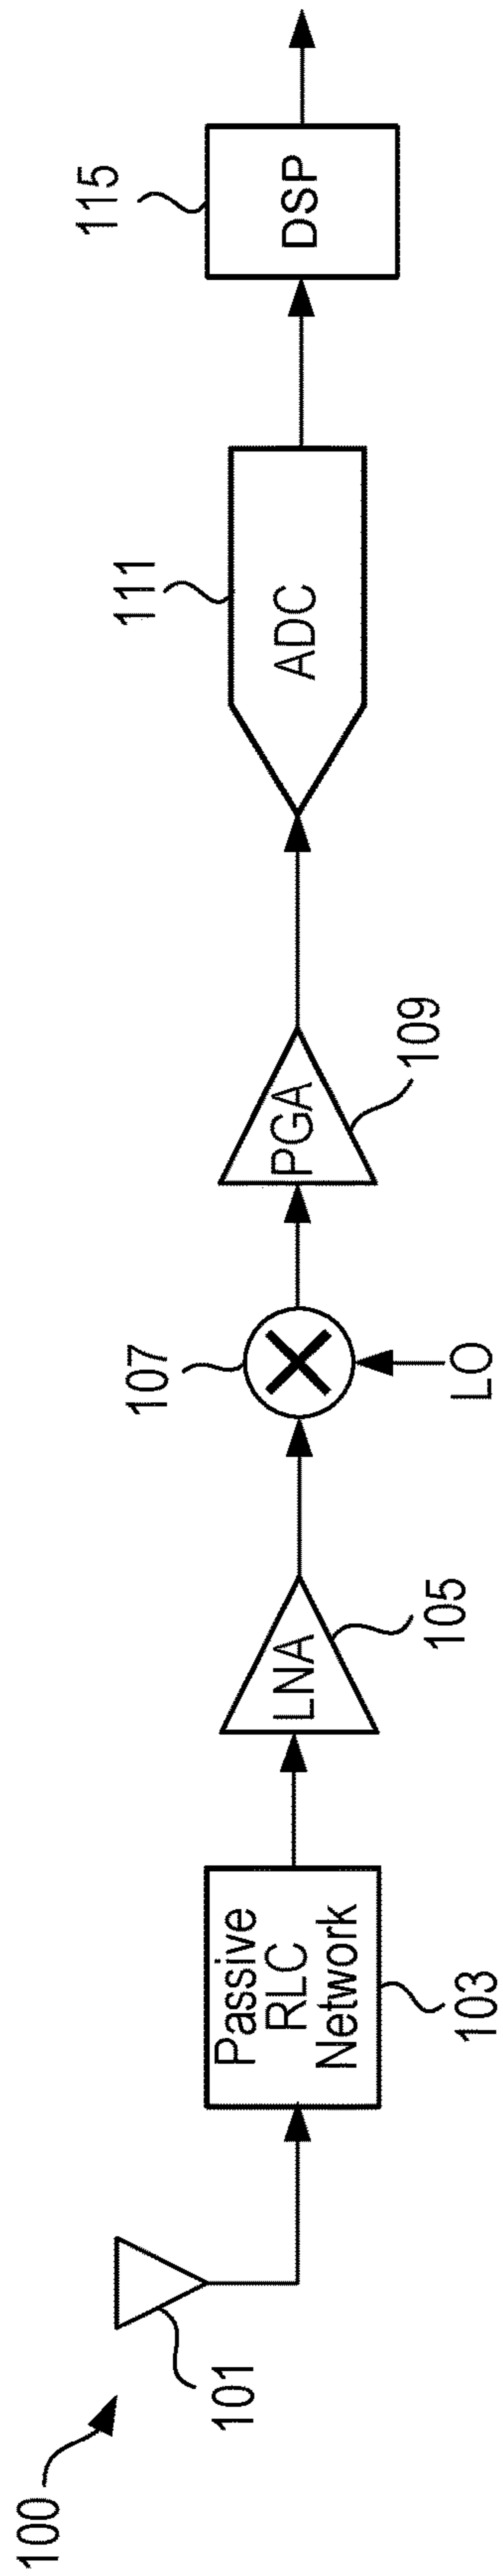 100
101
Passive
RLC
Network
103
LNA
105
107
LO
PGA
109
ADC
111
DSP
115